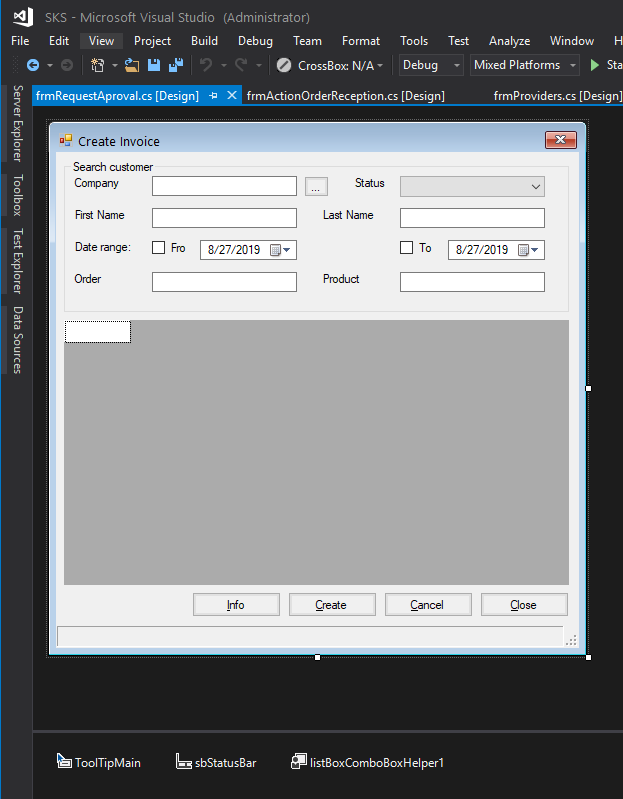 SKS - Microsoft Visual Studio (Administrator)
File Edit View Project Build Debug Team Format Tools Test Analyze Window H
CrossBox: N/A Debug Mixed Platforms Sta
frmRequestAproval.cs [Design] frmActionOrderReception.cs [Design] frmProviders.cs [Design]
Server Explorer
Toolbox
Test Explorer
Data Sources
Create Invoice
Search customer
Company ... Status
First Name Last Name
Date range: Fro 8/27/2019 To 8/27/2019
Order Product
Info Create Cancel Close
ToolTipMain sbStatusBar listBoxComboBoxHelper1